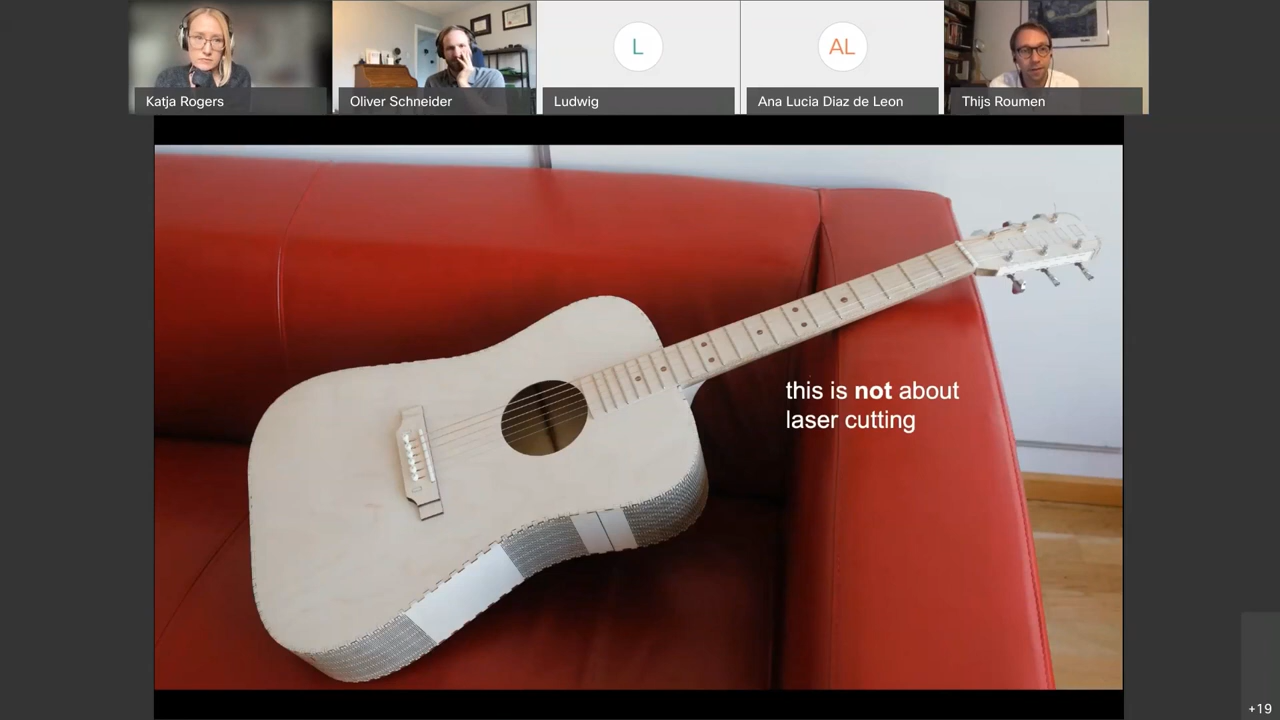 Katja Rogers
Oliver Schneider
L
Ludwig
AL
Ana Lucia Diaz de Leon
Thijs Roumen
this is not about
laser cutting
+19